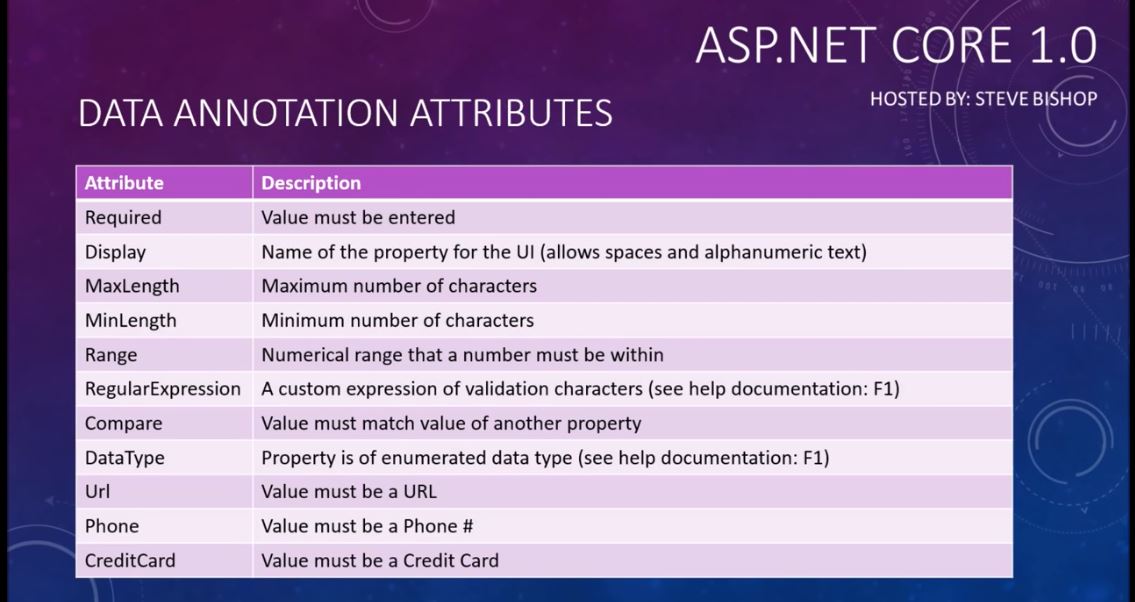 ASP.NET CORE 1.0
HOSTED BY: STEVE BISHOP
DATA ANNOTATION ATTRIBUTES
Attribute Description
Required Value must be entered
Display Name of the property for the UI (allows spaces and alphanumeric text)
MaxLength Maximum number of characters
MinLength Minimum number of characters
Range Numerical range that a number must be within
RegularExpression A custom expression of validation characters (see help documentation: F1)
Compare Value must match value of another property
DataType Property is of enumerated data type (see help documentation: F1)
Url Value must be a URL
Phone Value must be a Phone #
CreditCard Value must be a Credit Card